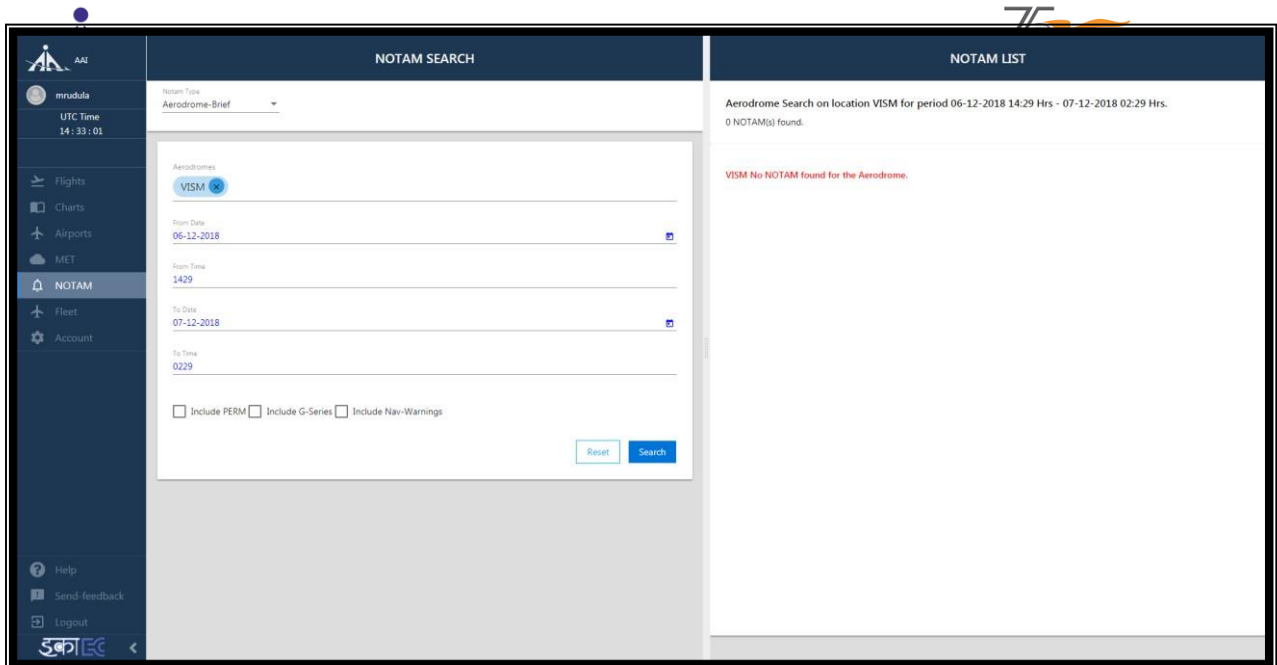 75
AAI
mrudula
UTC Time
14 : 33 : 01
Flights
Charts
Airports
MET
NOTAM
Fleet
Account
Help
Send-feedback
Logout
इका EC
NOTAM SEARCH
Notam Type
Aerodrome-Brief
Aerodromes
VISM
From Date
06-12-2018
From Time
1429
To Date
07-12-2018
To Time
0229
Include PERM Include G-Series Include Nav-Warnings
Reset Search
NOTAM LIST
Aerodrome Search on location VISM for period 06-12-2018 14:29 Hrs - 07-12-2018 02:29 Hrs.
0 NOTAM(s) found.
VISM No NOTAM found for the Aerodrome.